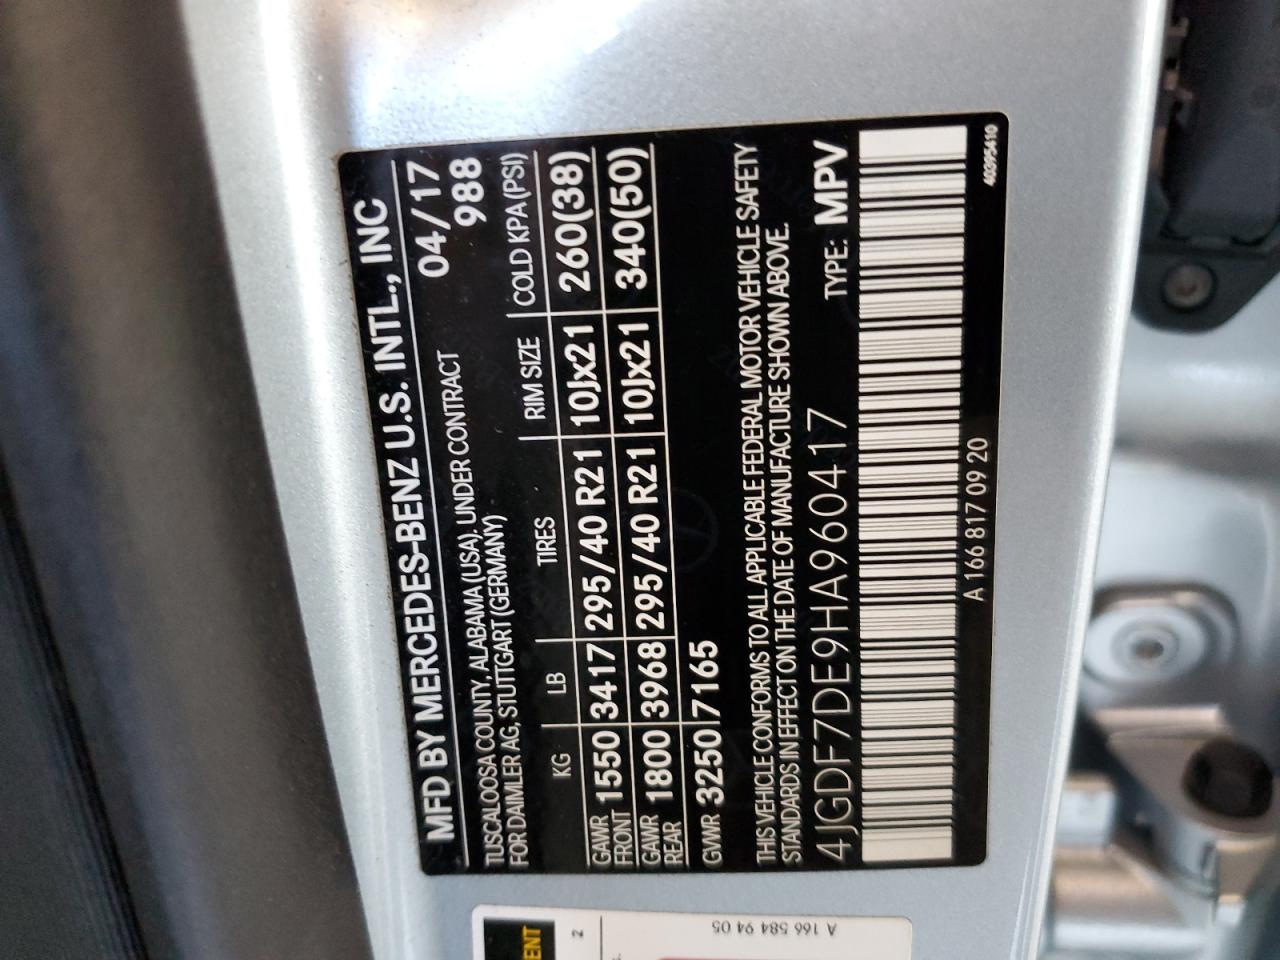 MFD BY MERCEDES-BENZ U.S. INTL., INC
TUSCALOOSA COUNTY, ALABAMA (USA). UNDER CONTRACT 04/17
FOR DAIMLER AG, STUTTGART (GERMANY) 988
KG LB TIRES RIM SIZE COLD KPA (PSI)
GAWR FRONT 1550 3417 295/40 R21 10Jx21 260(38)
GAWR REAR 1800 3968 295/40 R21 10Jx21 340(50)
GVWR 3250 7165
THIS VEHICLE CONFORMS TO ALL APPLICABLE FEDERAL MOTOR VEHICLE SAFETY
STANDARDS IN EFFECT ON THE DATE OF MANUFACTURE SHOWN ABOVE.
4JGDF7DE9HA960417 TYPE: MPV
A 166 817 09 20 40395410
2
A 166 584 94 05